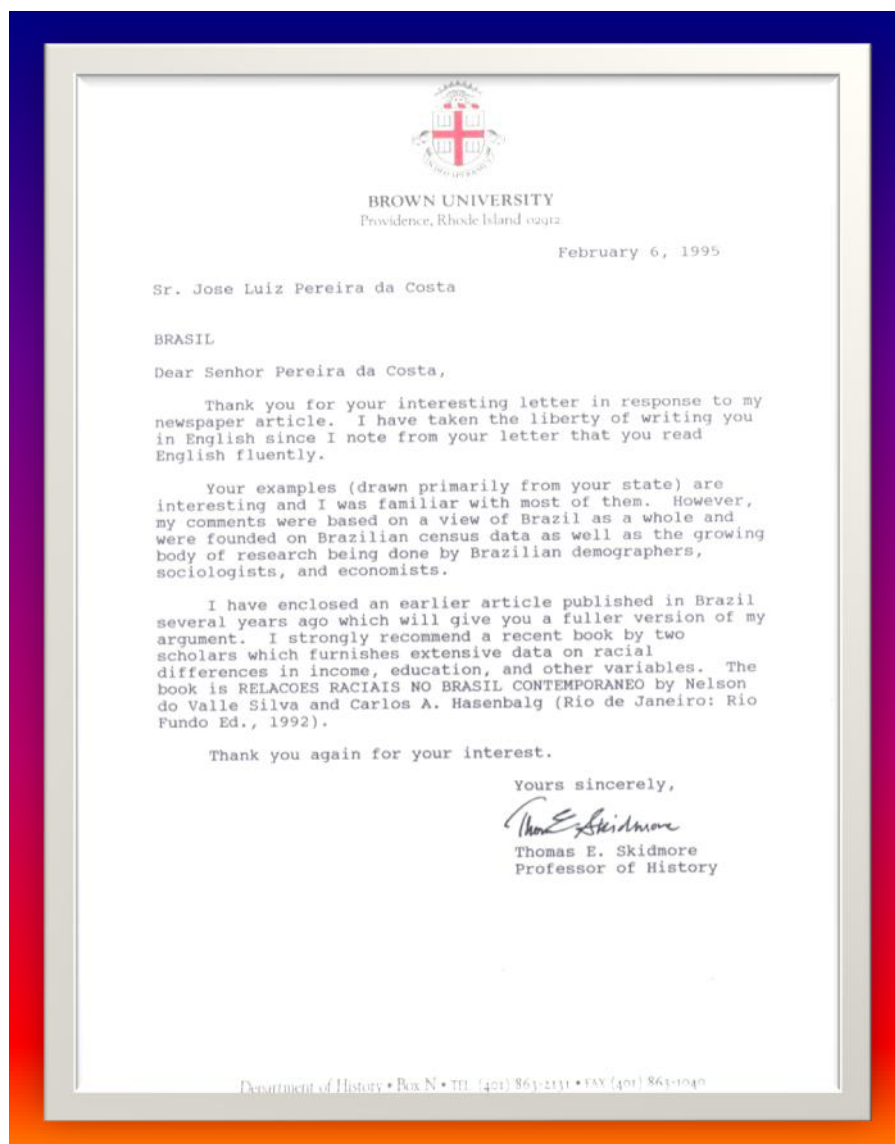 BROWN UNIVERSITY
Providence, Rhode Island 02912
February 6, 1995
Sr. Jose Luiz Pereira da Costa
BRASIL
Dear Senhor Pereira da Costa,
Thank you for your interesting letter in response to my
newspaper article. I have taken the liberty of writing you
in English since I note from your letter that you read
English fluently.
Your examples (drawn primarily from your state) are
interesting and I was familiar with most of them. However,
my comments were based on a view of Brazil as a whole and
were founded on Brazilian census data as well as the growing
body of research being done by Brazilian demographers,
sociologists, and economists.
I have enclosed an earlier article published in Brazil
several years ago which will give you a fuller version of my
argument. I strongly recommend a recent book by two
scholars which furnishes extensive data on racial
differences in income, education, and other variables. The
book is RELACOES RACIAIS NO BRASIL CONTEMPORANEO by Nelson
do Valle Silva and Carlos A. Hasenbalg (Rio de Janeiro: Rio
Fundo Ed., 1992).
Thank you again for your interest.
Yours sincerely,
Thomas E. Skidmore
Professor of History
Department of History • Box N • TEL (401) 863-2131 • FAX (401) 863-1040